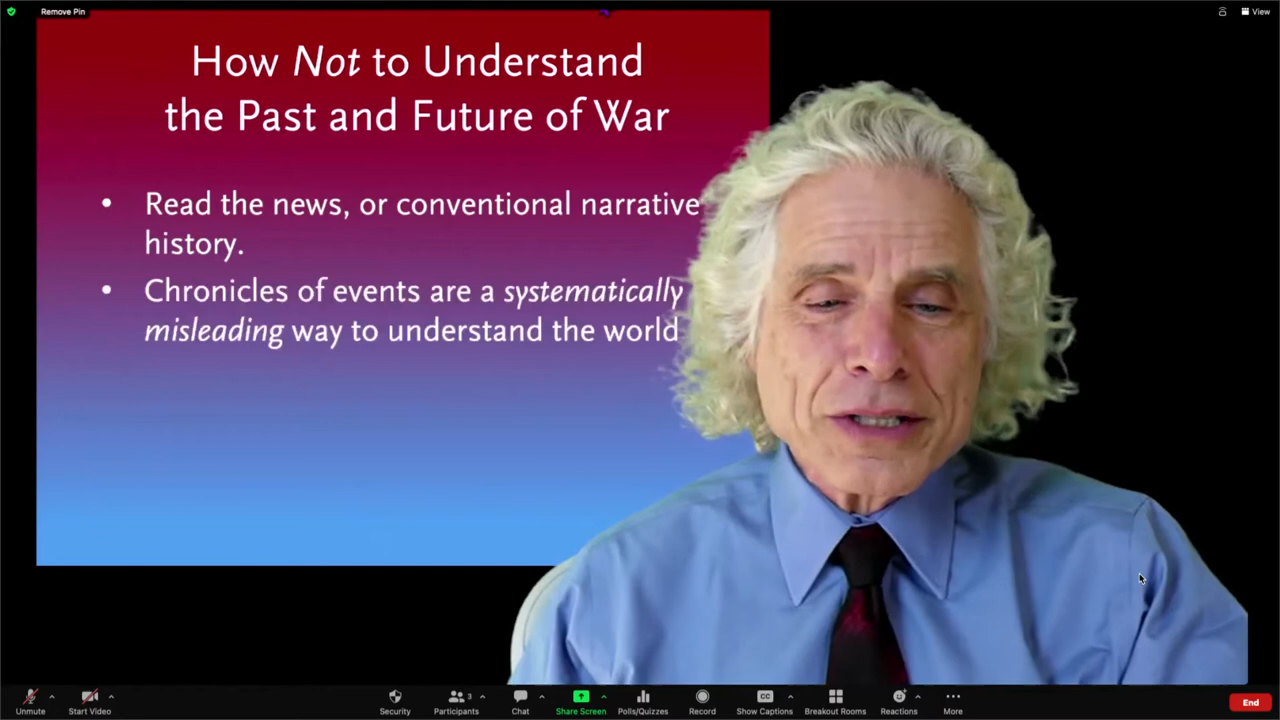 Remove Pin
View
How Not to Understand
the Past and Future of War
• Read the news, or conventional narrative
history.
• Chronicles of events are a systematically
misleading way to understand the world
Unmute
Start Video
Security
Participants 3
Chat
Share Screen
Polls/Quizzes
Record
CC
Show Captions
Breakout Rooms
Reactions
More
End